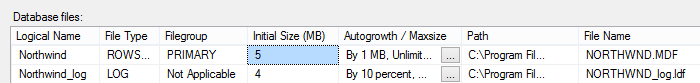 Database files:
Logical Name File Type Filegroup Initial Size (MB) Autogrowth / Maxsize Path File Name
Northwind ROWS... PRIMARY 5 By 1 MB, Unlimit... ... C:\Program Fil... NORTHWND.MDF
Northwind_log LOG Not Applicable 4 By 10 percent, ... ... C:\Program Fil... NORTHWND_log.ldf